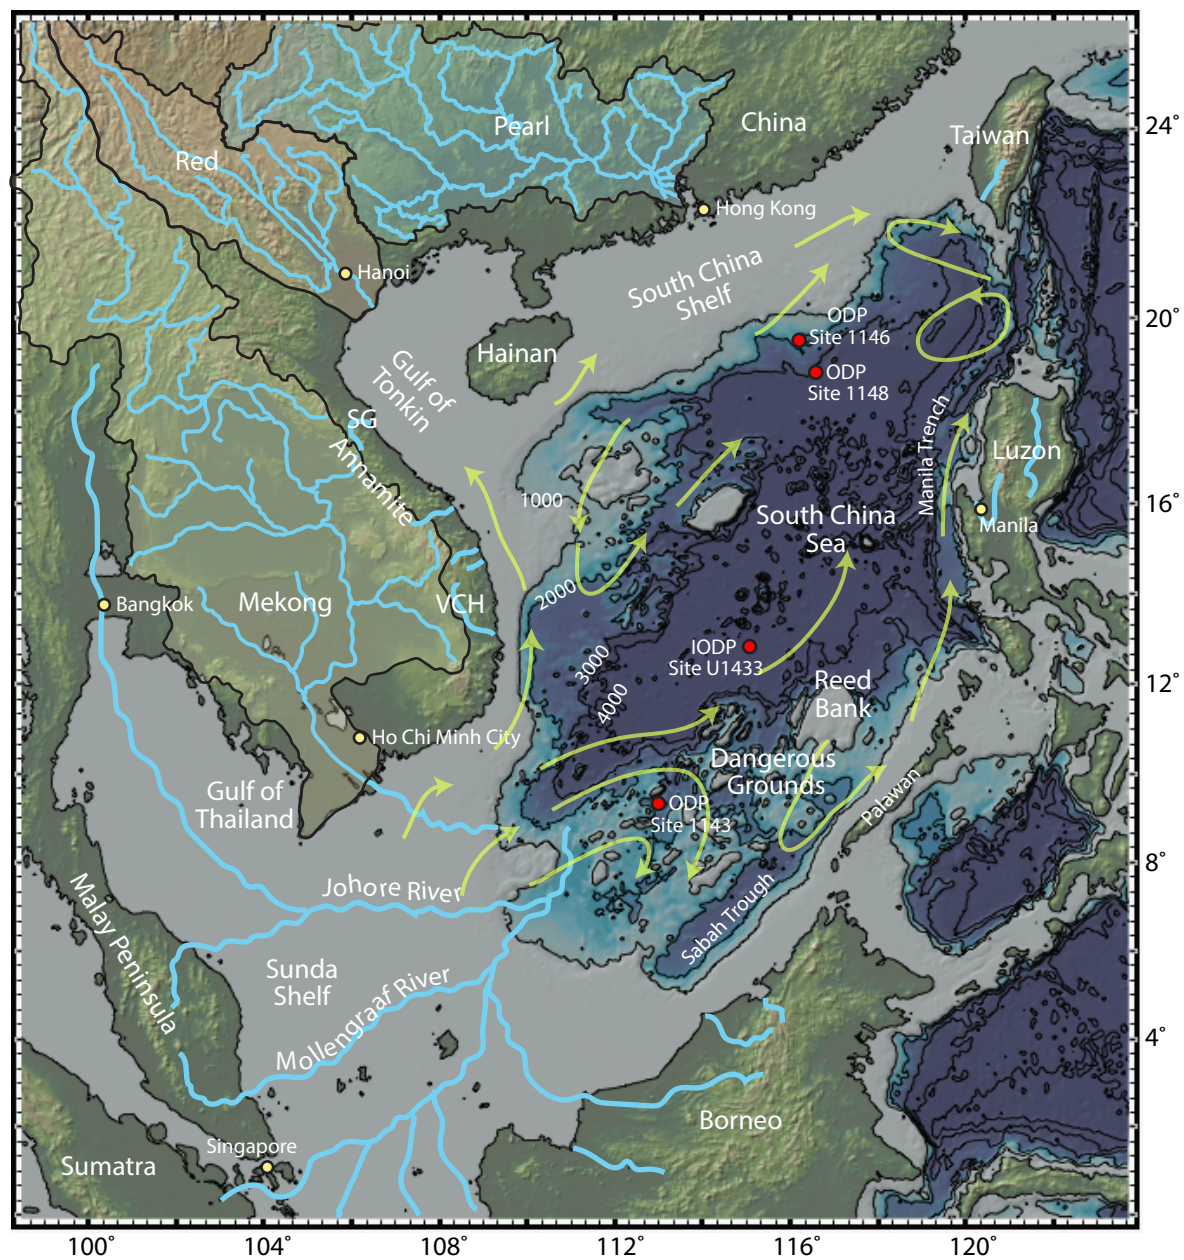 Pearl
China
Taiwan
24°
Red
Hong Kong
Hanoi
South China
Shelf
20°
ODP
Site 1146
Hainan
Gulf of
Tonkin
ODP
Site 1148
SG
Annamite
Manila Trench
Luzon
1000
16°
South China
Sea
Manila
2000
Bangkok
Mekong
VCH
IODP
Site U1433
3000
4000
Reed
Bank
12°
Ho Chi Minh City
Dangerous
Grounds
Gulf of
Thailand
ODP
Site 1143
Palawan
8°
Johore River
Malay Peninsula
Sabah Trough
Sunda
Shelf
Mollengraaf River
4°
Borneo
Singapore
Sumatra
100°
104°
108°
112°
116°
120°